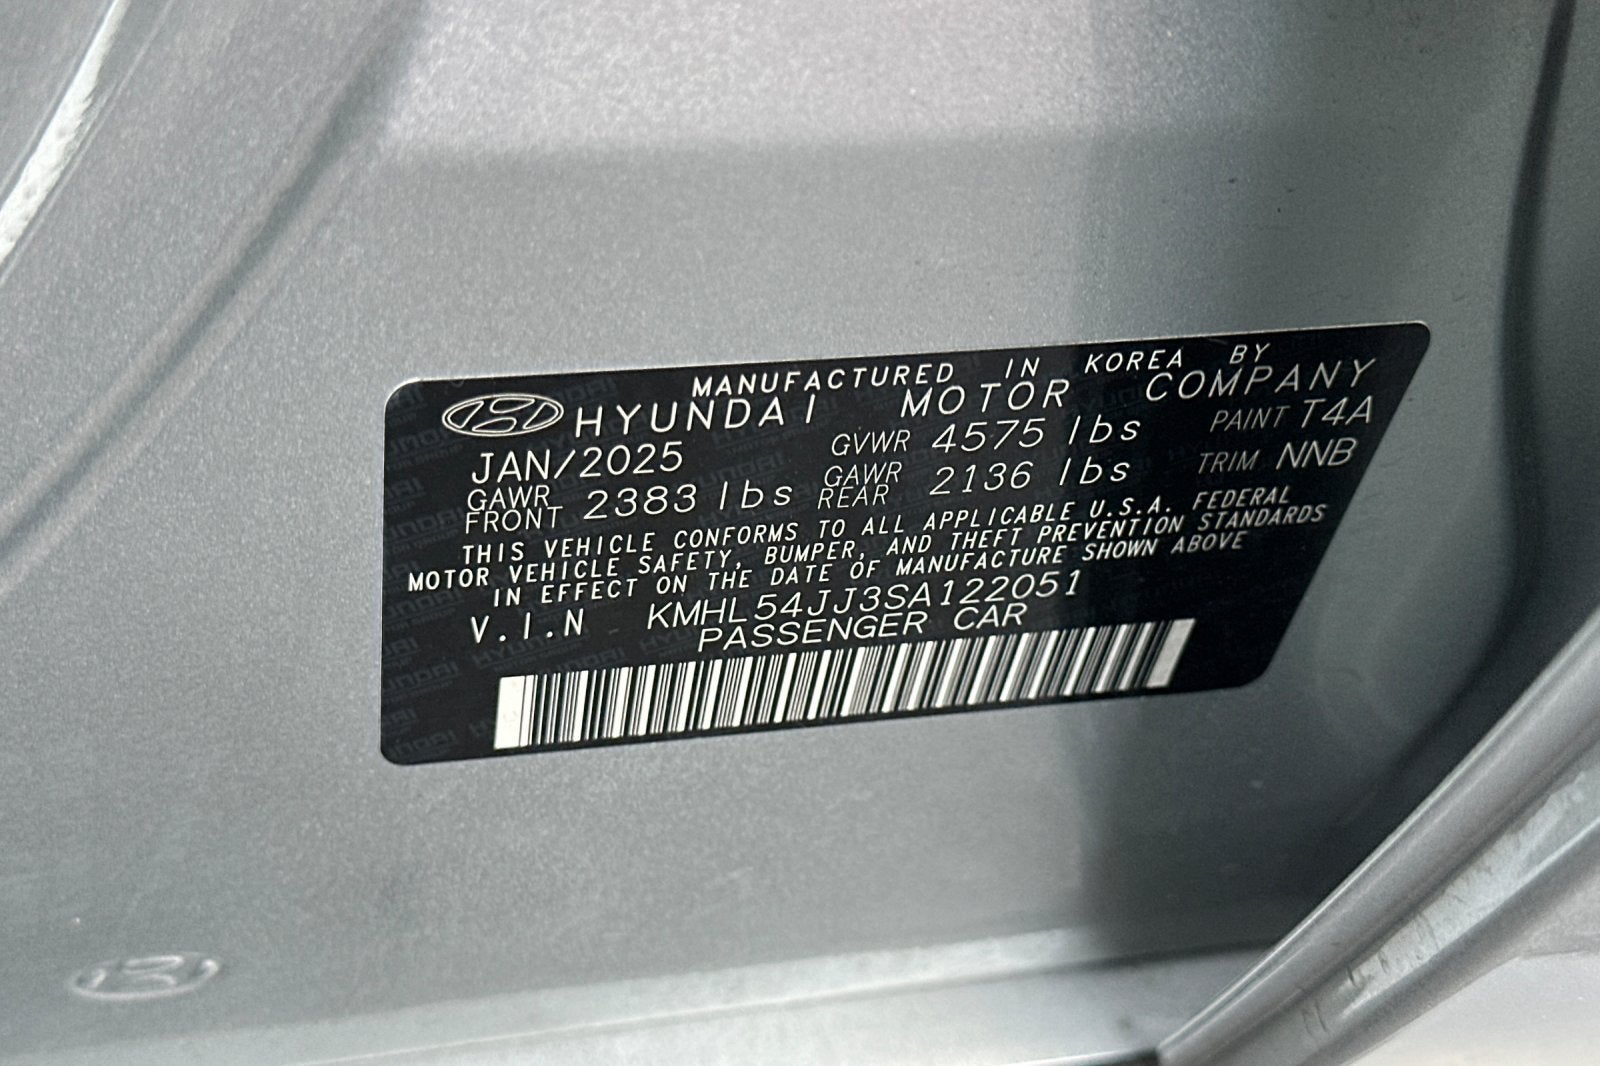 MANUFACTURED IN KOREA BY
HYUNDAI MOTOR COMPANY
JAN/2025 GVWR 4575 lbs PAINT T4A
GAWR FRONT 2383 lbs GAWR REAR 2136 lbs TRIM NNB
THIS VEHICLE CONFORMS TO ALL APPLICABLE U.S.A. FEDERAL
MOTOR VEHICLE SAFETY, BUMPER, AND THEFT PREVENTION STANDARDS
IN EFFECT ON THE DATE OF MANUFACTURE SHOWN ABOVE
V.I.N KMHL54JJ3SA122051
PASSENGER CAR